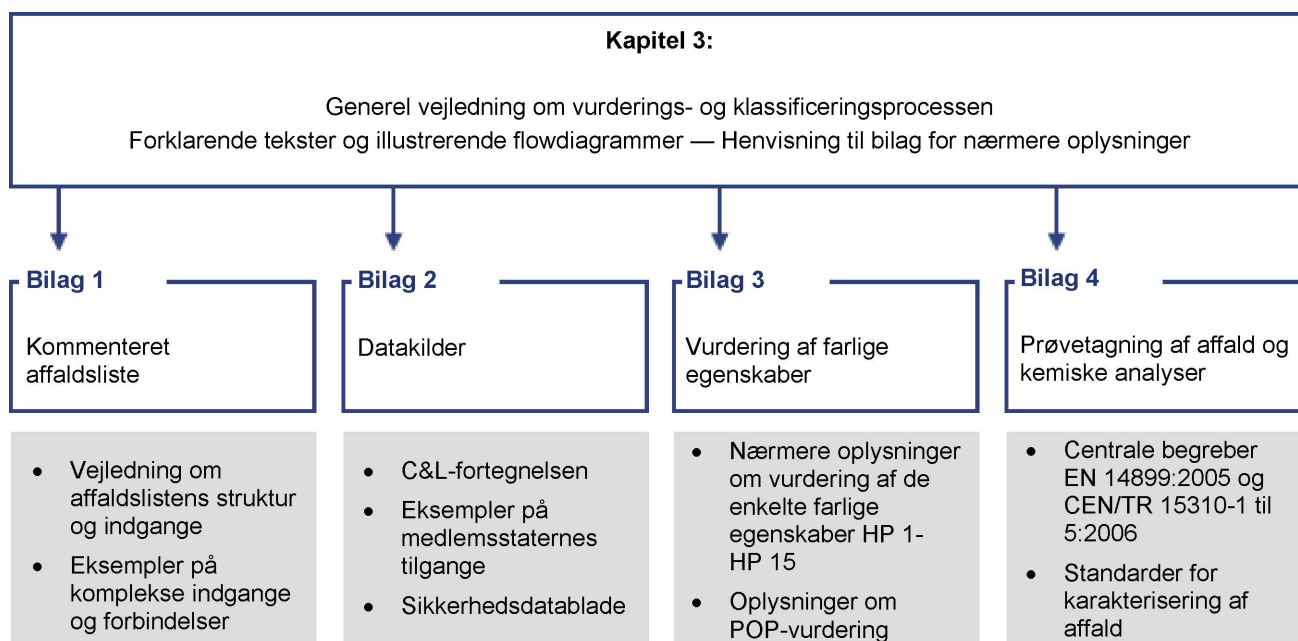 Kapitel 3:
Generel vejledning om vurderings- og klassificeringsprocessen
Forklarende tekster og illustrerende flowdiagrammer — Henvisning til bilag for nærmere oplysninger
Bilag 1
Kommenteret
affaldsliste
• Vejledning om
affaldslistens struktur
og indgange
• Eksempler på
komplekse indgange
og forbindelser
Bilag 2
Datakilder
• C&L-fortegnelsen
• Eksempler på
medlemsstaternes
tilgange
• Sikkerhedsdatablade
Bilag 3
Vurdering af farlige
egenskaber
• Nærmere oplysninger
om vurdering af de
enkelte farlige
egenskaber HP 1-
HP 15
• Oplysninger om
POP-vurdering
Bilag 4
Prøvetagning af affald og
kemiske analyser
• Centrale begreber
EN 14899:2005 og
CEN/TR 15310-1 til
5:2006
• Standarder for
karakterisering af
affald